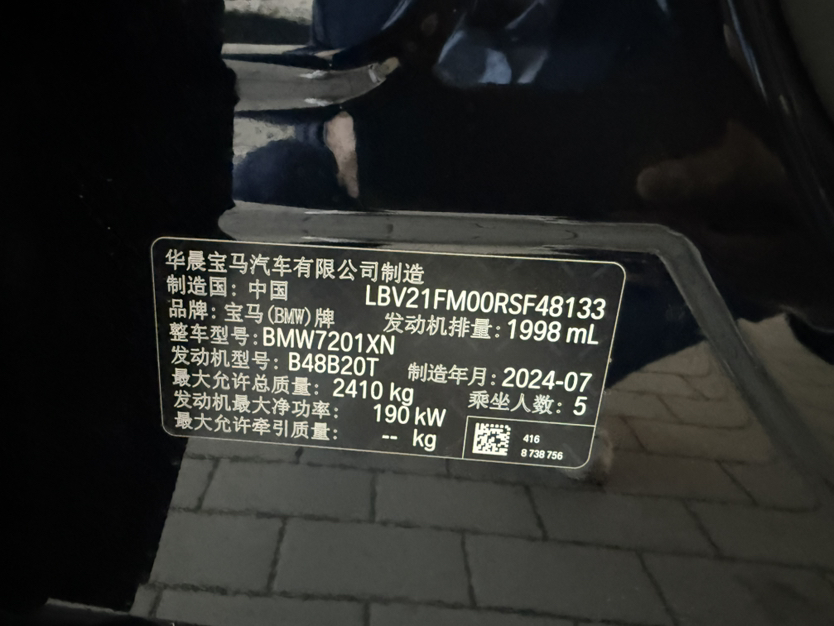 华晨宝马汽车有限公司制造
制造国: 中国 LBV21FM00RSF48133
品牌: 宝马(BMW)牌 发动机排量: 1998 mL
整车型号: BMW7201XN
发动机型号: B48B20T 制造年月: 2024-07
最大允许总质量: 2410 kg 乘坐人数: 5
发动机最大净功率: 190 kW
最大允许牵引质量: -- kg
416
8 738 756